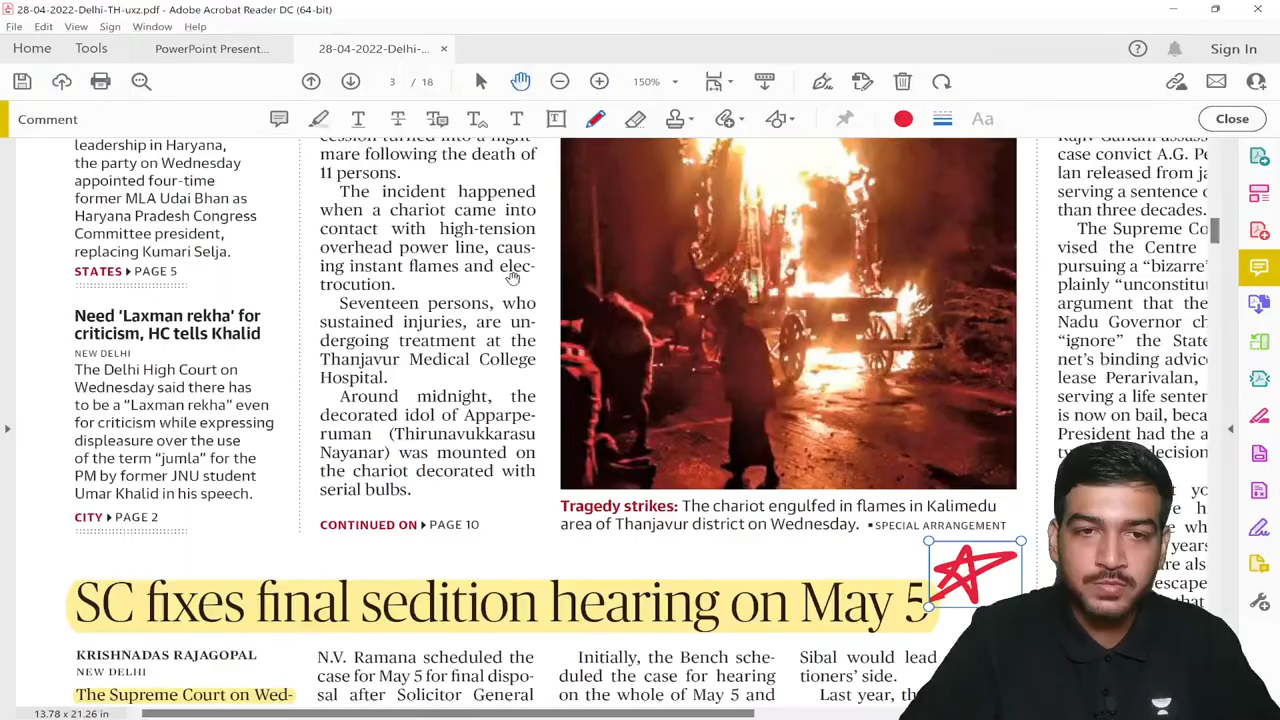 28-04-2022-Delhi-TH-uxz.pdf - Adobe Acrobat Reader DC (64-bit)
File Edit View Sign Window Help
Home Tools PowerPoint Present... 28-04-2022-Delhi-... × Sign In
3 / 18 150%
Comment Aa Close
leadership in Haryana,
the party on Wednesday
appointed four-time
former MLA Udai Bhan as
Haryana Pradesh Congress
Committee president,
replacing Kumari Selja.
STATES PAGE 5
Need ‘Laxman rekha’ for
criticism, HC tells Khalid
NEW DELHI
The Delhi High Court on
Wednesday said there has
to be a “Laxman rekha” even
for criticism while expressing
displeasure over the use
of the term “jumla” for the
PM by former JNU student
Umar Khalid in his speech.
CITY PAGE 2
cession turned into a night-
mare following the death of
11 persons.
The incident happened
when a chariot came into
contact with high-tension
overhead power line, caus-
ing instant flames and elec-
trocution.
Seventeen persons, who
sustained injuries, are un-
dergoing treatment at the
Thanjavur Medical College
Hospital.
Around midnight, the
decorated idol of Apparpe-
ruman (Thirunavukkarasu
Nayanar) was mounted on
the chariot decorated with
serial bulbs.
CONTINUED ON PAGE 10
Tragedy strikes: The chariot engulfed in flames in Kalimedu
area of Thanjavur district on Wednesday. ▪ SPECIAL ARRANGEMENT
case convict A.G. Pe
lan released from ja
serving a sentence o
than three decades.
The Supreme Co
vised the Centre
pursuing a “bizarre”
plainly “unconstitu
argument that the
Nadu Governor ch
“ignore” the State
net’s binding advic
lease Perarivalan,
serving a life senten
is now on bail, beca
President had the a
SC fixes final sedition hearing on May 5
KRISHNADAS RAJAGOPAL
NEW DELHI
The Supreme Court on Wed-
N.V. Ramana scheduled the
case for May 5 for final dispo-
sal after Solicitor General
Initially, the Bench sche-
duled the case for hearing
on the whole of May 5 and
Sibal would lead
tioners’ side.
Last year, th
13.78 x 21.26 in